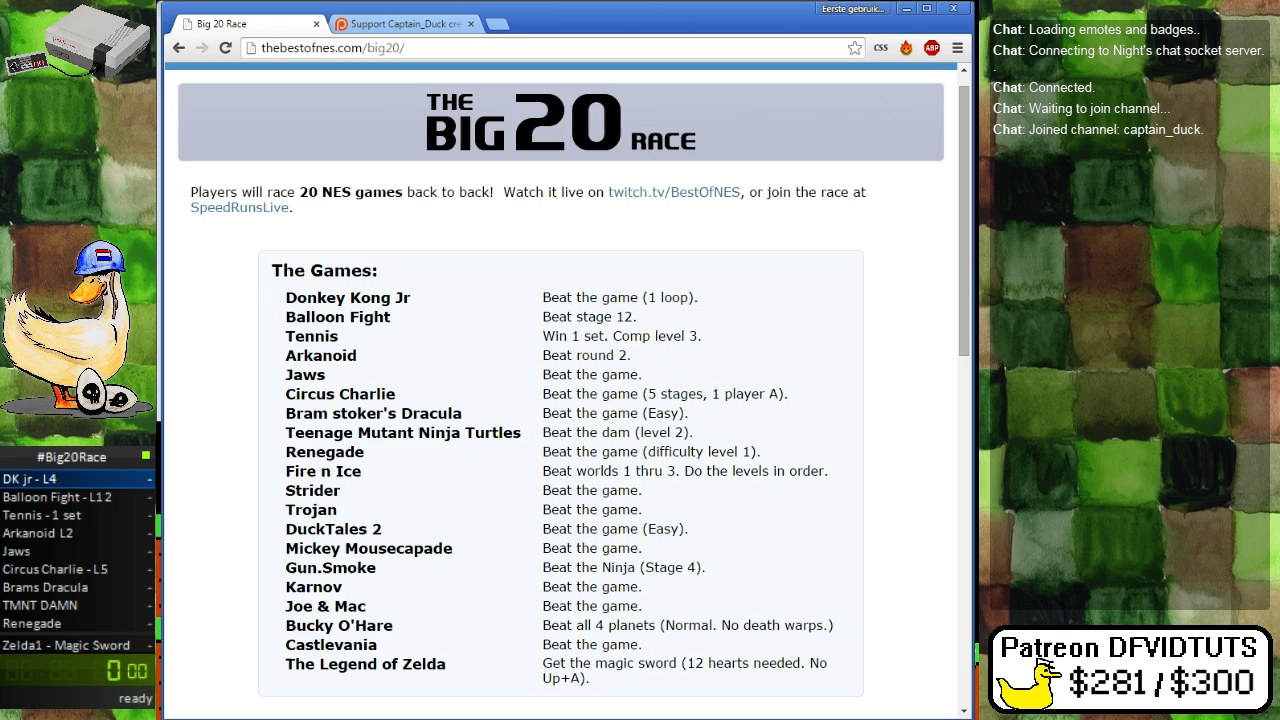 Big 20 Race
Support Captain_Duck cre
Eerste gebruik...
thebestofnes.com/big20/
CSS
ABP
THE
BIG 20 RACE
Players will race 20 NES games back to back! Watch it live on twitch.tv/BestOfNES, or join the race at
SpeedRunsLive.
The Games:
Donkey Kong Jr Beat the game (1 loop).
Balloon Fight Beat stage 12.
Tennis Win 1 set. Comp level 3.
Arkanoid Beat round 2.
Jaws Beat the game.
Circus Charlie Beat the game (5 stages, 1 player A).
Bram stoker's Dracula Beat the game (Easy).
Teenage Mutant Ninja Turtles Beat the dam (level 2).
Renegade Beat the game (difficulty level 1).
Fire n Ice Beat worlds 1 thru 3. Do the levels in order.
Strider Beat the game.
Trojan Beat the game.
DuckTales 2 Beat the game (Easy).
Mickey Mousecapade Beat the game.
Gun.Smoke Beat the Ninja (Stage 4).
Karnov Beat the game.
Joe & Mac Beat the game.
Bucky O'Hare Beat all 4 planets (Normal. No death warps.)
Castlevania Beat the game.
The Legend of Zelda Get the magic sword (12 hearts needed. No
Up+A).
#Big20Race
DK jr - L4 -
Balloon Fight - L12 -
Tennis - 1 set -
Arkanoid L2 -
Jaws -
Circus Charlie - L5 -
Brams Dracula -
TMNT DAMN -
Renegade -
Zelda1 - Magic Sword -
0 00
ready
Chat: Loading emotes and badges..
Chat: Connecting to Night's chat socket server.
.
Chat: Connected.
Chat: Waiting to join channel...
Chat: Joined channel: captain_duck.
Patreon DFVIDTUTS
$281/$300